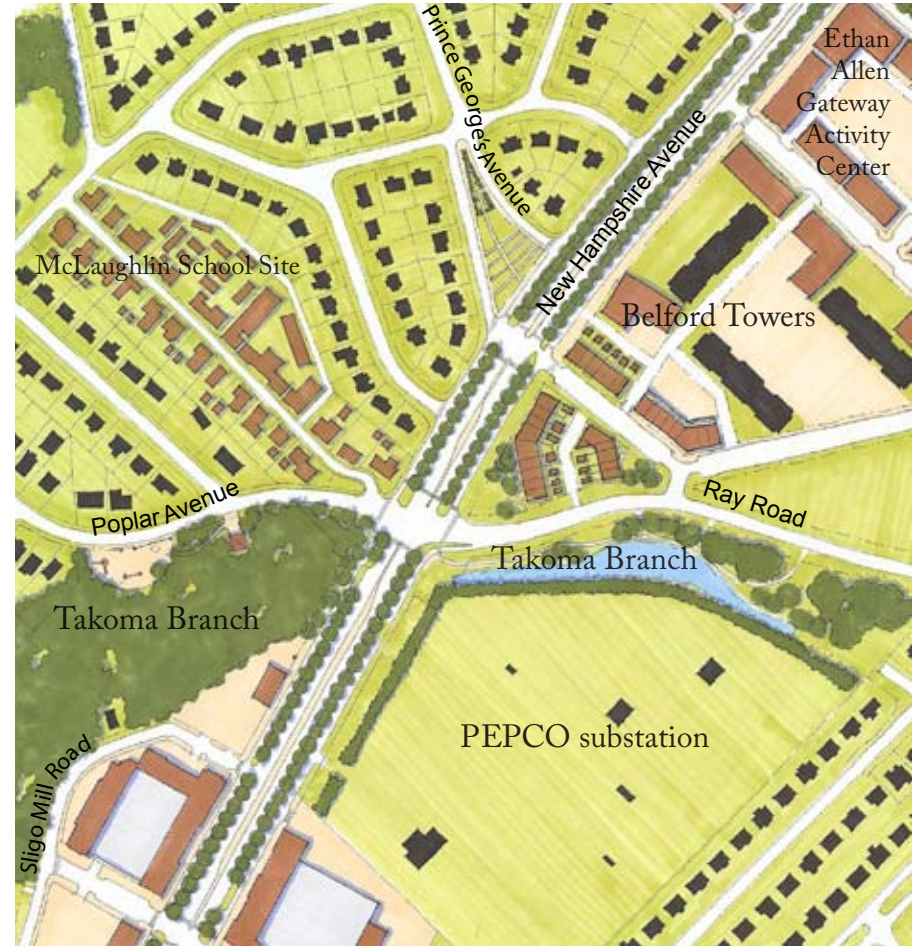 Prince George's Avenue
Ethan
Allen
Gateway
Activity
Center
New Hampshire Avenue
McLaughlin School Site
Belford Towers
Poplar Avenue
Ray Road
Takoma Branch
Takoma Branch
PEPCO substation
Sligo Mill Road